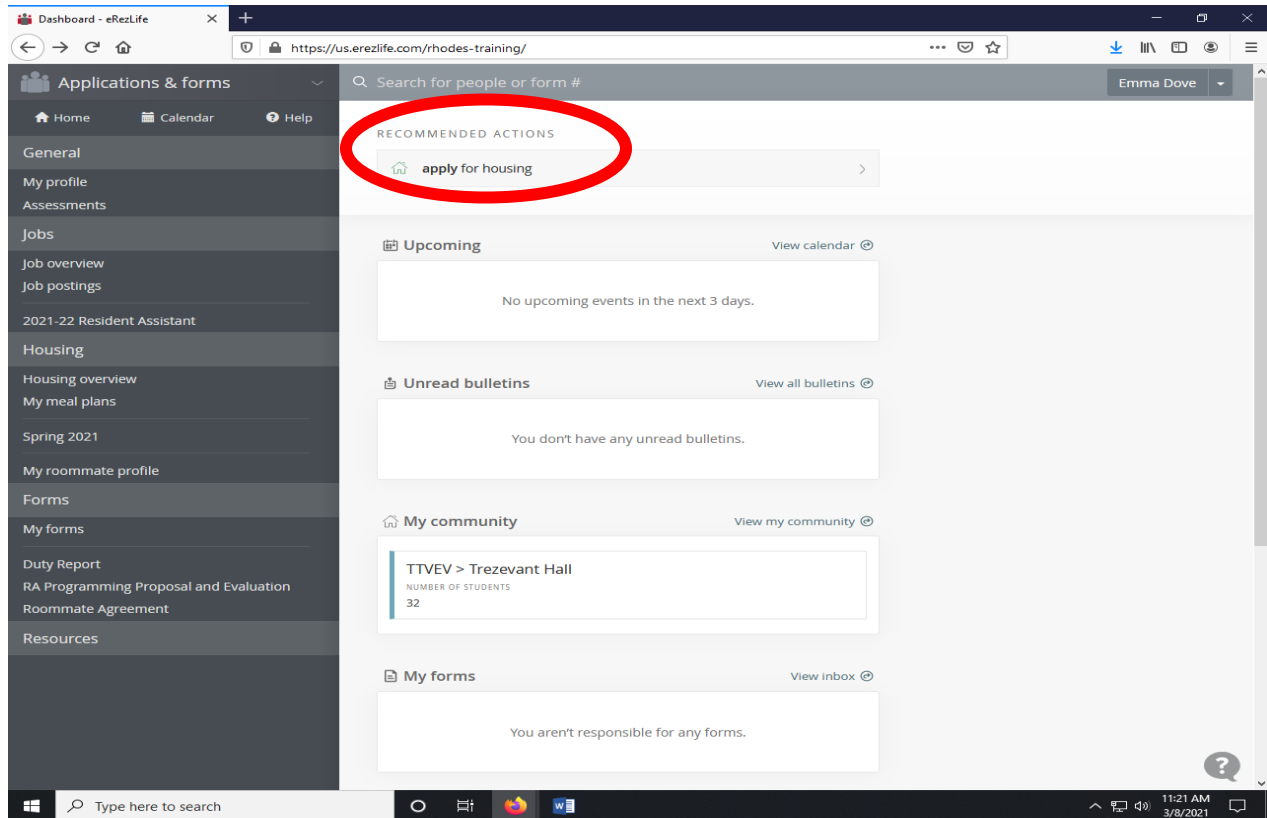 Dashboard - eRezLife
https://us.erezlife.com/rhodes-training/
Applications & forms
Search for people or form #
Emma Dove
Home Calendar Help
General
My profile
Assessments
Jobs
Job overview
Job postings
2021-22 Resident Assistant
Housing
Housing overview
My meal plans
Spring 2021
My roommate profile
Forms
My forms
Duty Report
RA Programming Proposal and Evaluation
Roommate Agreement
Resources
RECOMMENDED ACTIONS
apply for housing
Upcoming View calendar
No upcoming events in the next 3 days.
Unread bulletins View all bulletins
You don't have any unread bulletins.
My community View my community
TTVEV > Trezevant Hall
NUMBER OF STUDENTS
32
My forms View inbox
You aren't responsible for any forms.
Type here to search
11:21 AM
3/8/2021